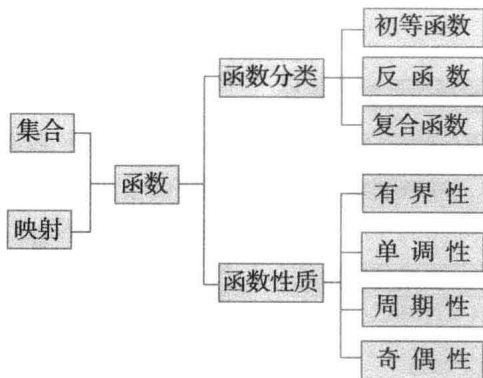 集合
映射
函数
函数分类
初等函数
反函数
复合函数
函数性质
有界性
单调性
周期性
奇偶性